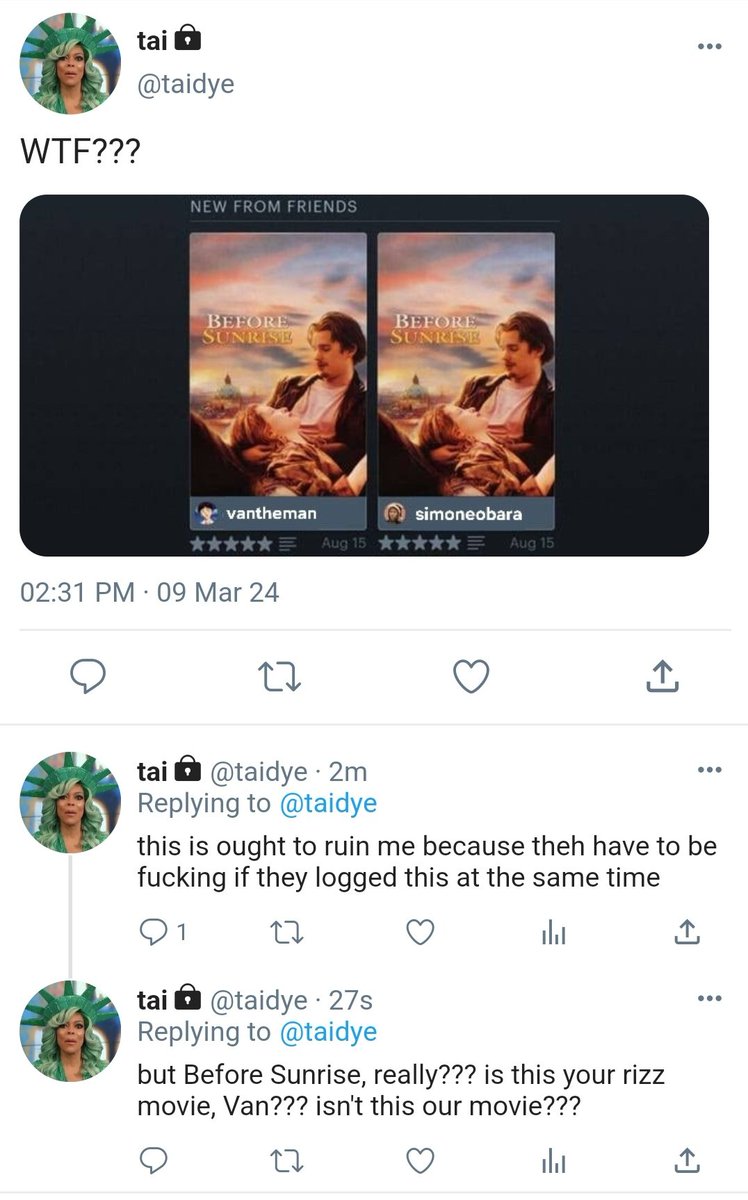 tai
@taidye
WTF???
NEW FROM FRIENDS
BEFORE
SUNRISE
BEFORE
SUNRISE
vantheman
simoneobara
Aug 15
Aug 15
02:31 PM · 09 Mar 24
tai @taidye · 2m
Replying to @taidye
this is ought to ruin me because theh have to be
fucking if they logged this at the same time
1
tai @taidye · 27s
Replying to @taidye
but Before Sunrise, really??? is this your rizz
movie, Van??? isn't this our movie???